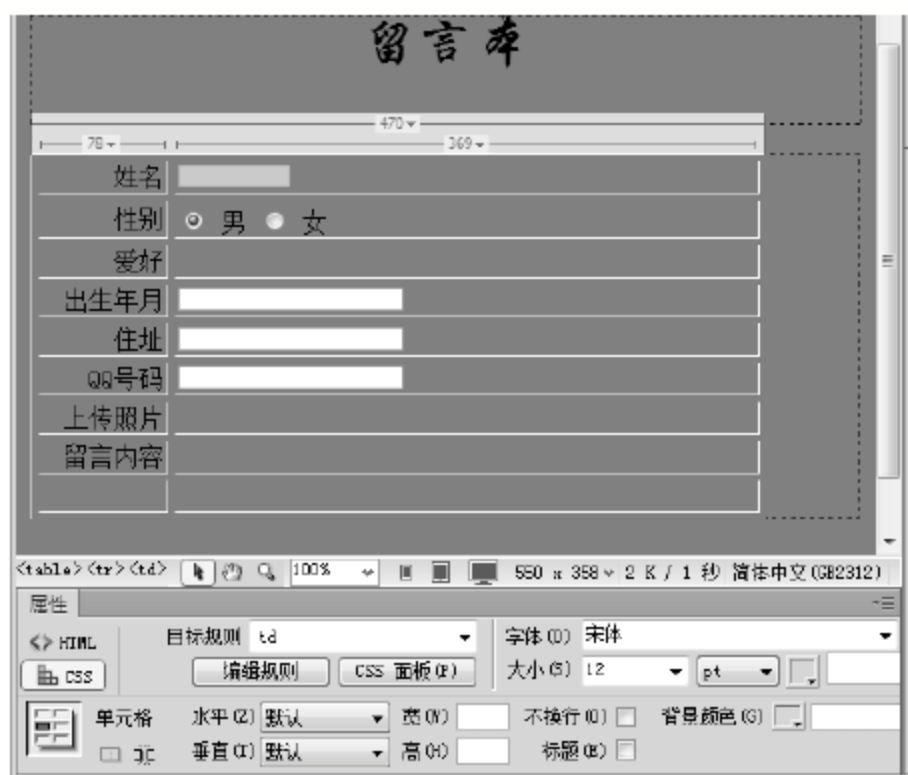 留言本
470
78 369
姓名
性别 男 女
爱好
出生年月
住址
QQ号码
上传照片
留言内容
<table> <tr> <td> 100% 550 x 358 2 K / 1 秒 简体中文(GB2312)
属性
<> HTML 目标规则 td 字体(O) 宋体
CSS 编辑规则 CSS 面板(P) 大小(S) 12 pt
单元格 水平(Z) 默认 宽(W) 不换行(O) 背景颜色(G)
垂直(T) 默认 高(H) 标题(E)